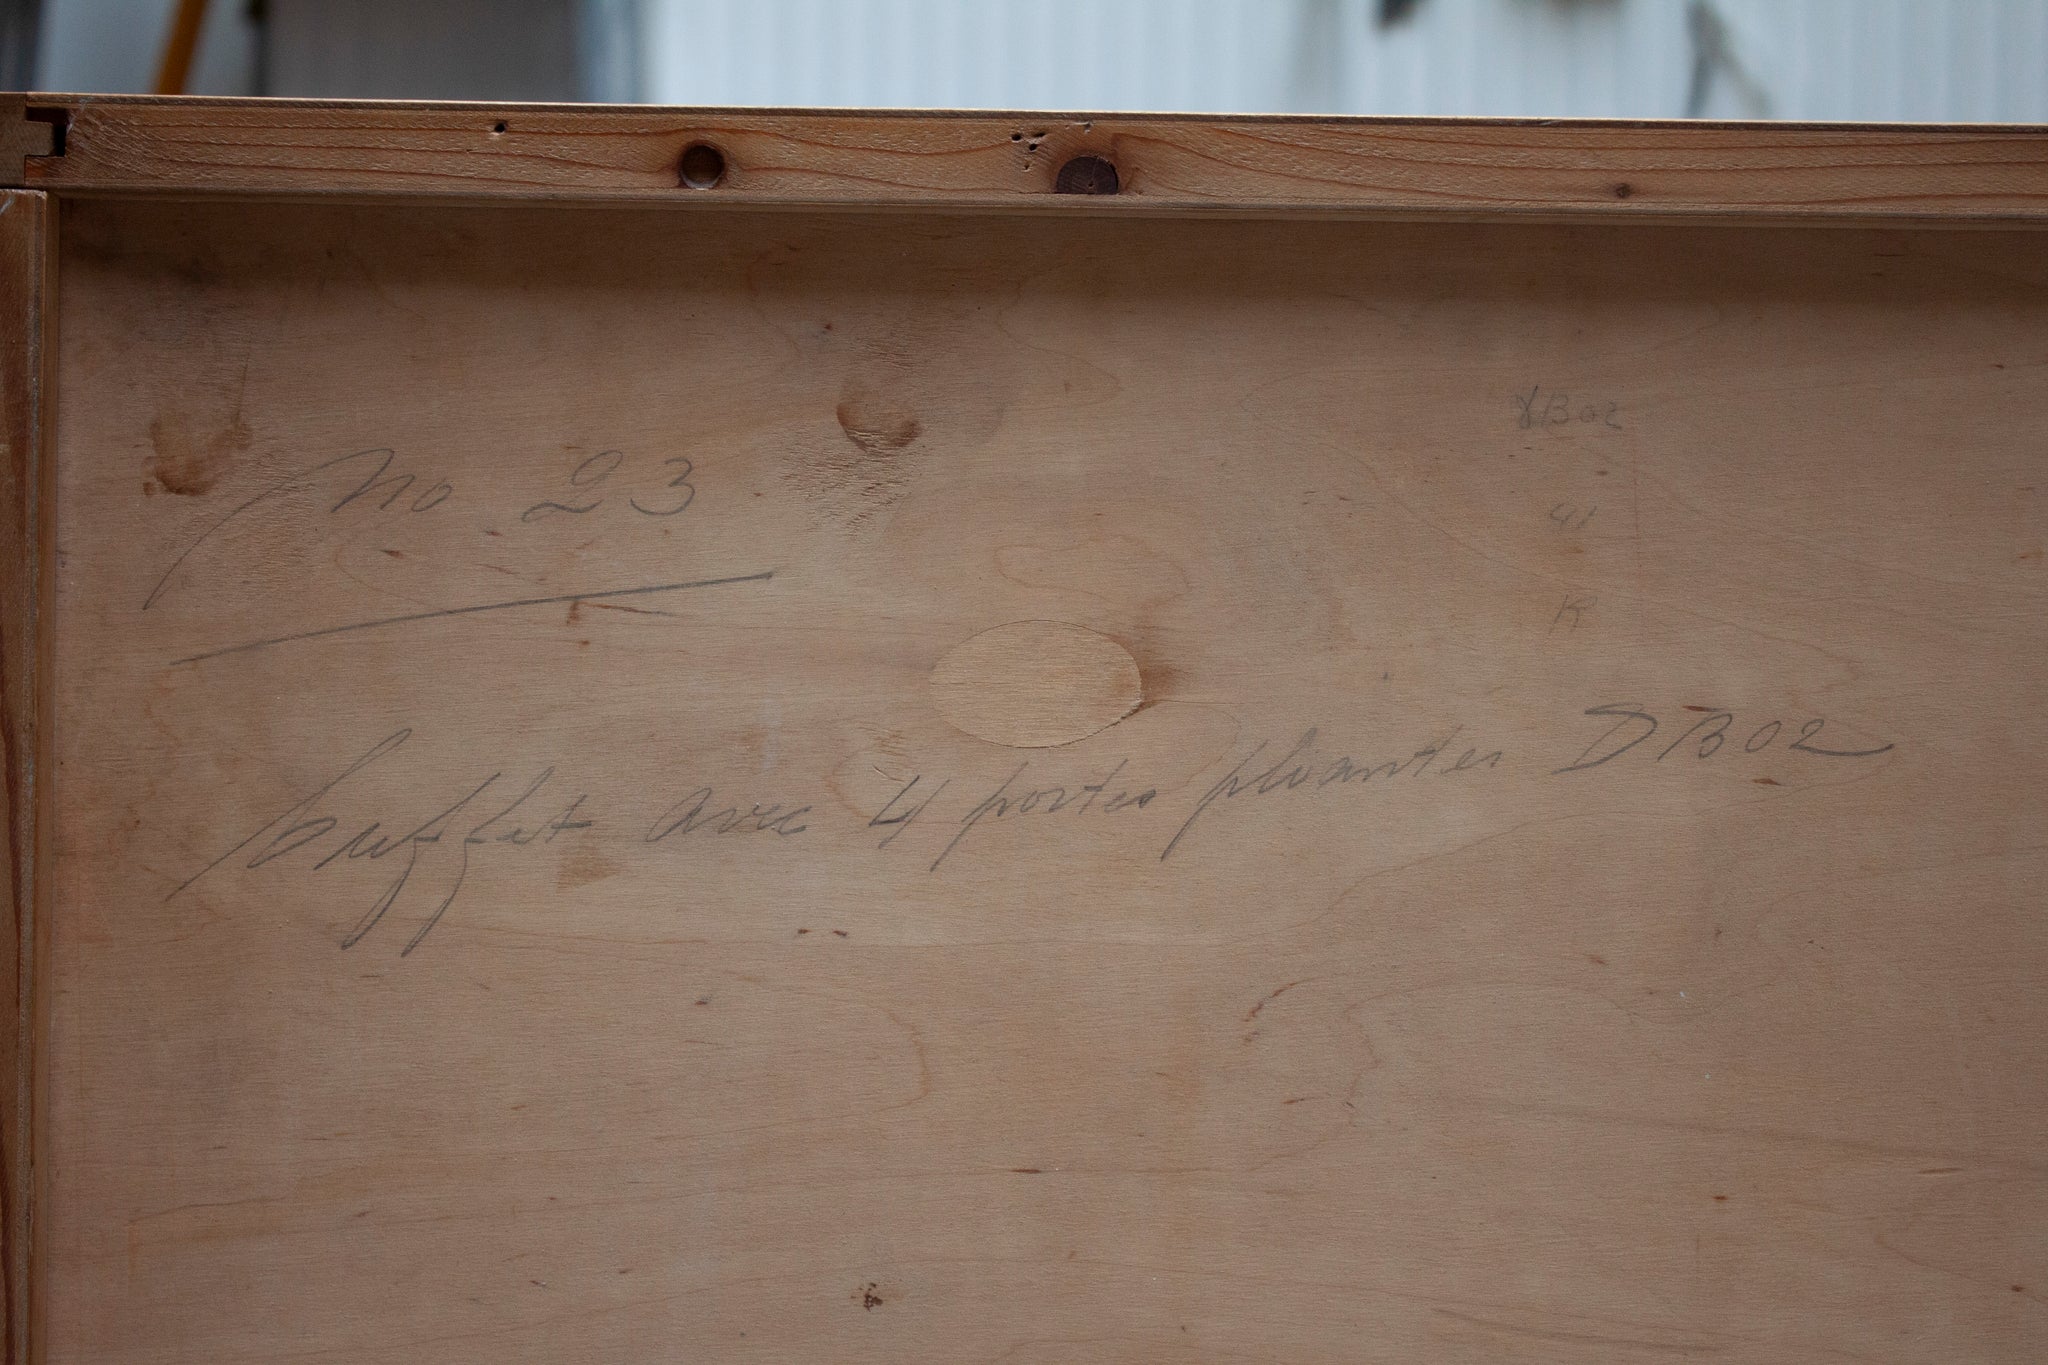 no 23
DB02
41
K
buffet avec 4 portes pliantes DB02